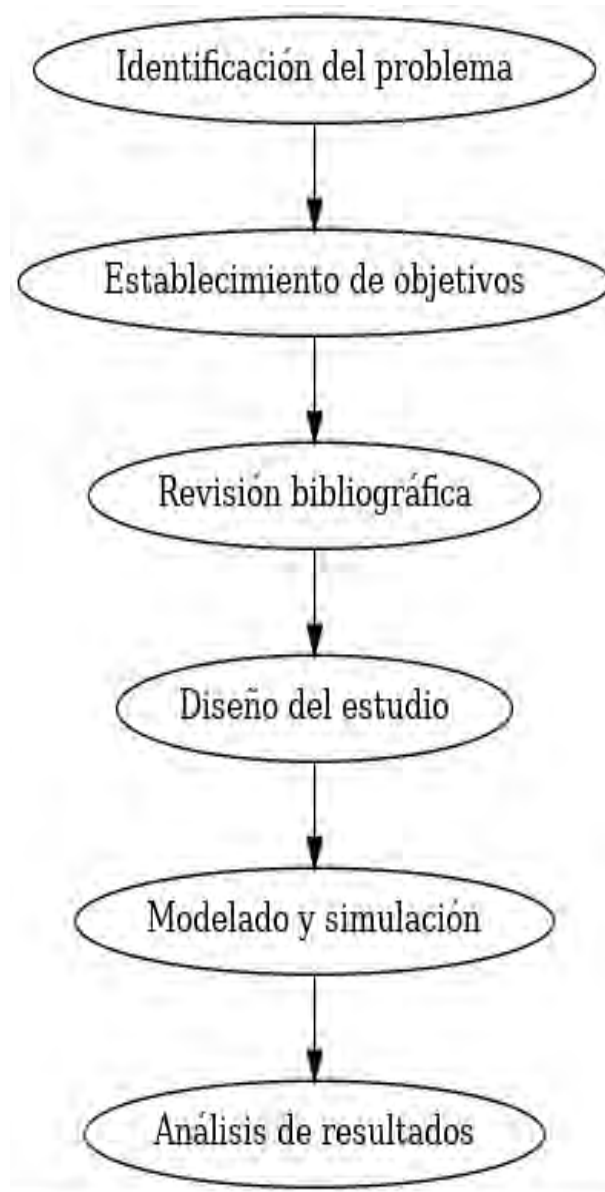 Identificación del problema
Establecimiento de objetivos
Revisión bibliográfica
Diseño del estudio
Modelado y simulación
Análisis de resultados